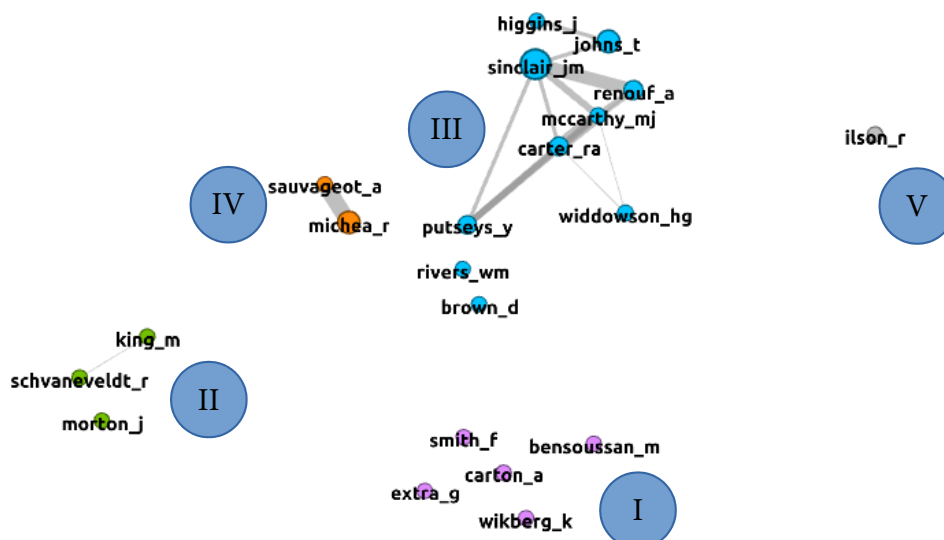 higgins_j
johns_t
sinclair_jm
renouf_a
mccarthy_mj
III
ilson_r
carter_ra
sauvageot_a
IV
V
widdowson_hg
michea_r
putseys_y
rivers_wm
brown_d
king_m
schvaneveldt_r
II
morton_j
smith_f
bensoussan_m
carton_a
extra_g
I
wikberg_k